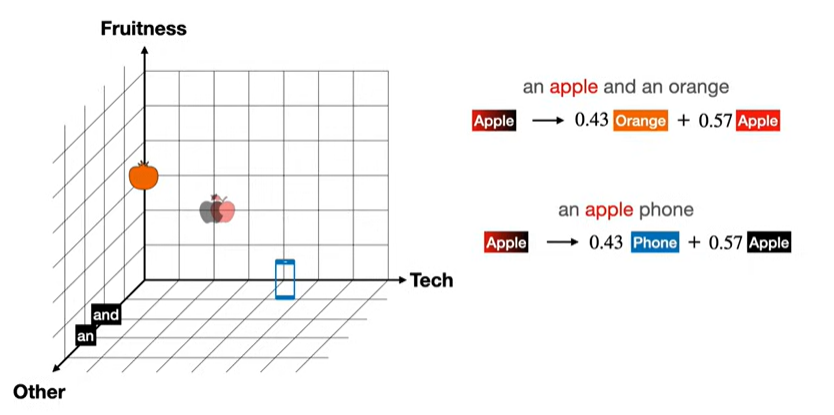 Fruitness
Tech
and
an
Other
an apple and an orange
Apple → 0.43 Orange + 0.57 Apple
an apple phone
Apple → 0.43 Phone + 0.57 Apple